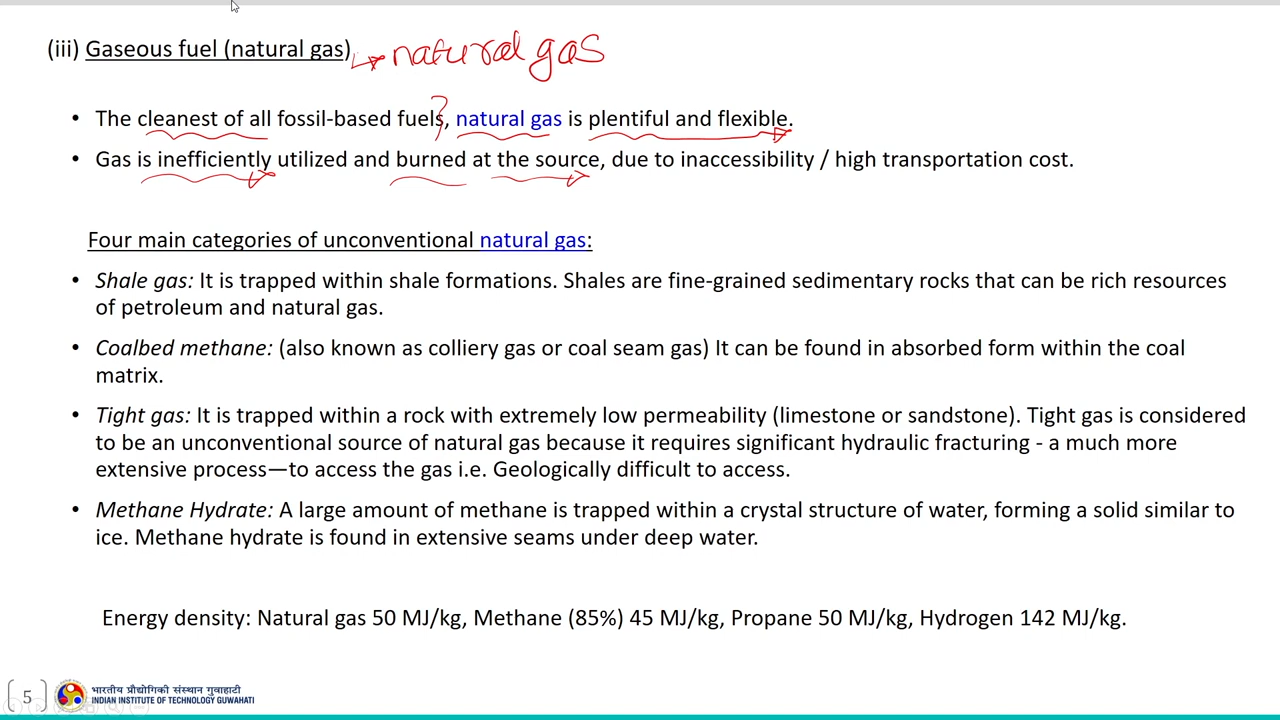 (iii) Gaseous fuel (natural gas) natural gas
• The cleanest of all fossil-based fuels, natural gas is plentiful and flexible.
• Gas is inefficiently utilized and burned at the source, due to inaccessibility / high transportation cost.
Four main categories of unconventional natural gas:
• Shale gas: It is trapped within shale formations. Shales are fine-grained sedimentary rocks that can be rich resources
of petroleum and natural gas.
• Coalbed methane: (also known as colliery gas or coal seam gas) It can be found in absorbed form within the coal
matrix.
• Tight gas: It is trapped within a rock with extremely low permeability (limestone or sandstone). Tight gas is considered
to be an unconventional source of natural gas because it requires significant hydraulic fracturing - a much more
extensive process—to access the gas i.e. Geologically difficult to access.
• Methane Hydrate: A large amount of methane is trapped within a crystal structure of water, forming a solid similar to
ice. Methane hydrate is found in extensive seams under deep water.
Energy density: Natural gas 50 MJ/kg, Methane (85%) 45 MJ/kg, Propane 50 MJ/kg, Hydrogen 142 MJ/kg.
5
भारतीय प्रौद्योगिकी संस्थान गुवाहाटी
INDIAN INSTITUTE OF TECHNOLOGY GUWAHATI